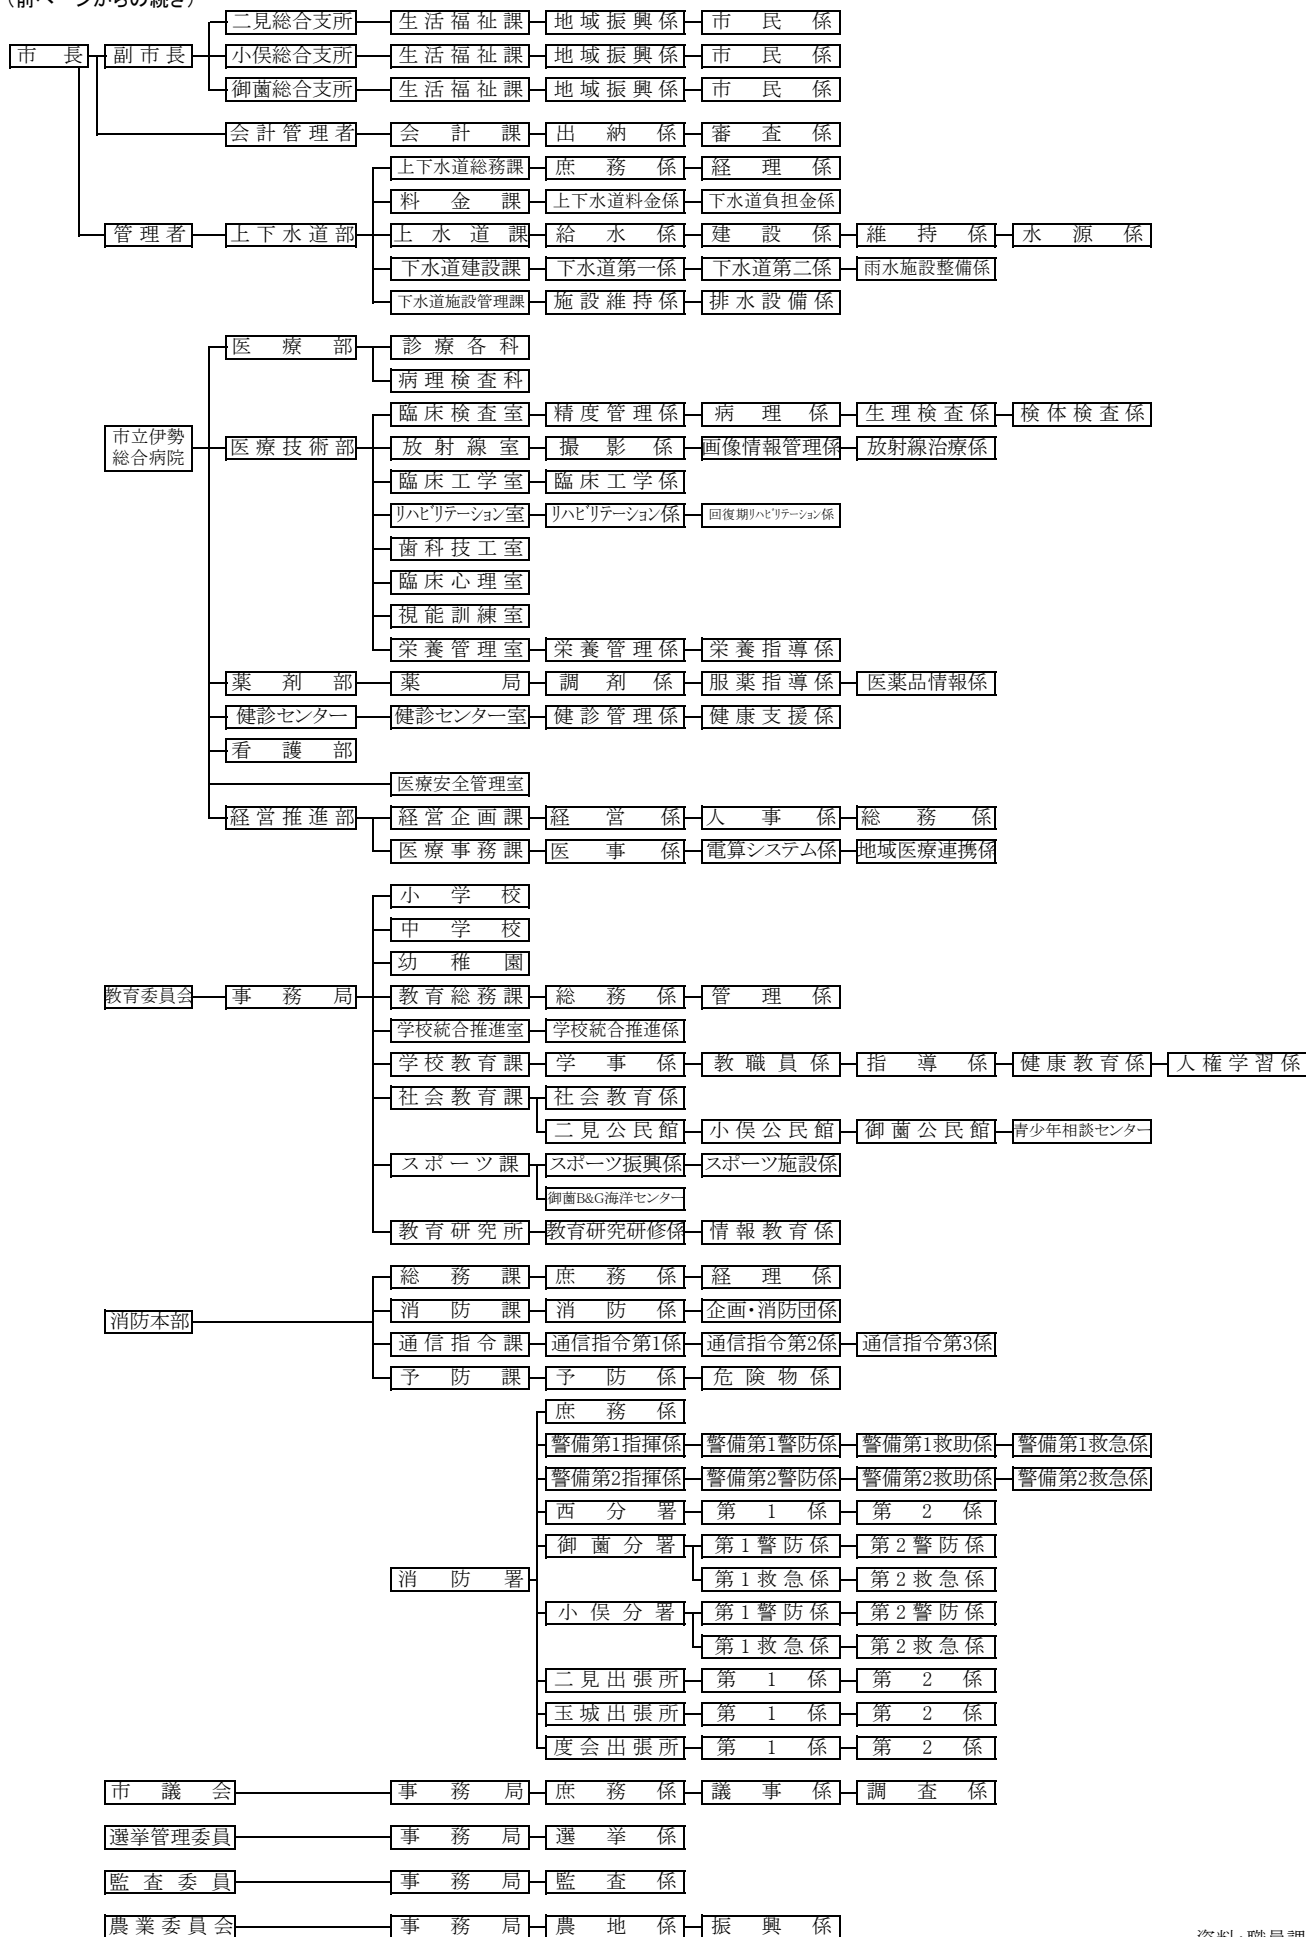 （前ページからの続き）
二見総合支所 生活福祉課 地域振興係 市民係
市長 副市長 小俣総合支所 生活福祉課 地域振興係 市民係
御薗総合支所 生活福祉課 地域振興係 市民係
会計管理者 会計課 出納係 審査係
上下水道総務課 庶務係 経理係
料金課 上下水道料金係 下水道負担金係
管理者 上下水道部 上水道課 給水係 建設係 維持係 水源係
下水道建設課 下水道第一係 下水道第二係 雨水施設整備係
下水道施設管理課 施設維持係 排水設備係
医療部 診療各科
病理検査科
臨床検査室 精度管理係 病理係 生理検査係 検体検査係
市立伊勢
総合病院
医療技術部 放射線室 撮影係 画像情報管理係 放射線治療係
臨床工学室 臨床工学係
リハビリテーション室 リハビリテーション係 回復期リハビリテーション係
歯科技工室
臨床心理室
視能訓練室
栄養管理室 栄養管理係 栄養指導係
薬剤部 薬局 調剤係 服薬指導係 医薬品情報係
健診センター 健診センター室 健診管理係 健康支援係
看護部
医療安全管理室
経営推進部 経営企画課 経営係 人事係 総務係
医療事務課 医事係 電算システム係 地域医療連携係
小学校
中学校
幼稚園
教育委員会 事務局 教育総務課 総務係 管理係
学校統合推進室 学校統合推進係
学校教育課 学事係 教職員係 指導係 健康教育係 人権学習係
社会教育課 社会教育係
二見公民館 小俣公民館 御薗公民館 青少年相談センター
スポーツ課 スポーツ振興係 スポーツ施設係
御薗B&G海洋センター
教育研究所 教育研究研修係 情報教育係
総務課 庶務係 経理係
消防本部 消防課 消防係 企画・消防団係
通信指令課 通信指令第1係 通信指令第2係 通信指令第3係
予防課 予防係 危険物係
庶務係
警備第1指揮係 警備第1警防係 警備第1救助係 警備第1救急係
警備第2指揮係 警備第2警防係 警備第2救助係 警備第2救急係
西分署 第1係 第2係
御薗分署 第1警防係 第2警防係
消防署 第1救急係 第2救急係
小俣分署 第1警防係 第2警防係
第1救急係 第2救急係
二見出張所 第1係 第2係
玉城出張所 第1係 第2係
度会出張所 第1係 第2係
市議会 事務局 庶務係 議事係 調査係
選挙管理委員 事務局 選挙係
監査委員 事務局 監査係
農業委員会 事務局 農地係 振興係
資料：職員課